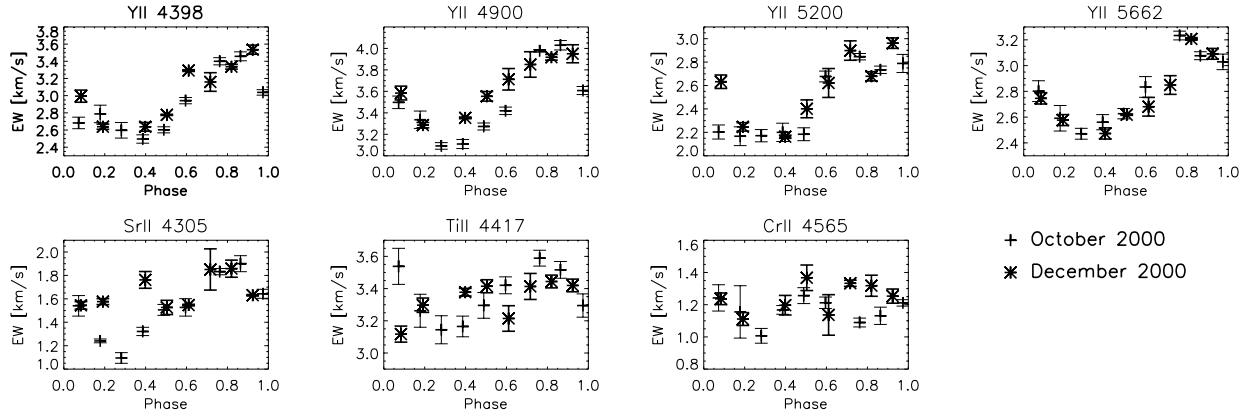 YII 4398
YII 4900
YII 5200
YII 5662
EW [km/s]
3.8
3.6
3.4
3.2
3.0
2.8
2.6
2.4
0.0 0.2 0.4 0.6 0.8 1.0
Phase
EW [km/s]
4.0
3.8
3.6
3.4
3.2
3.0
0.0 0.2 0.4 0.6 0.8 1.0
Phase
EW [km/s]
3.0
2.8
2.6
2.4
2.2
2.0
0.0 0.2 0.4 0.6 0.8 1.0
Phase
EW [km/s]
3.2
3.0
2.8
2.6
2.4
0.0 0.2 0.4 0.6 0.8 1.0
Phase
SrII 4305
TiII 4417
CrII 4565
EW [km/s]
2.0
1.8
1.6
1.4
1.2
1.0
0.0 0.2 0.4 0.6 0.8 1.0
Phase
EW [km/s]
3.6
3.4
3.2
3.0
0.0 0.2 0.4 0.6 0.8 1.0
Phase
EW [km/s]
1.6
1.4
1.2
1.0
0.8
0.0 0.2 0.4 0.6 0.8 1.0
Phase
October 2000
December 2000